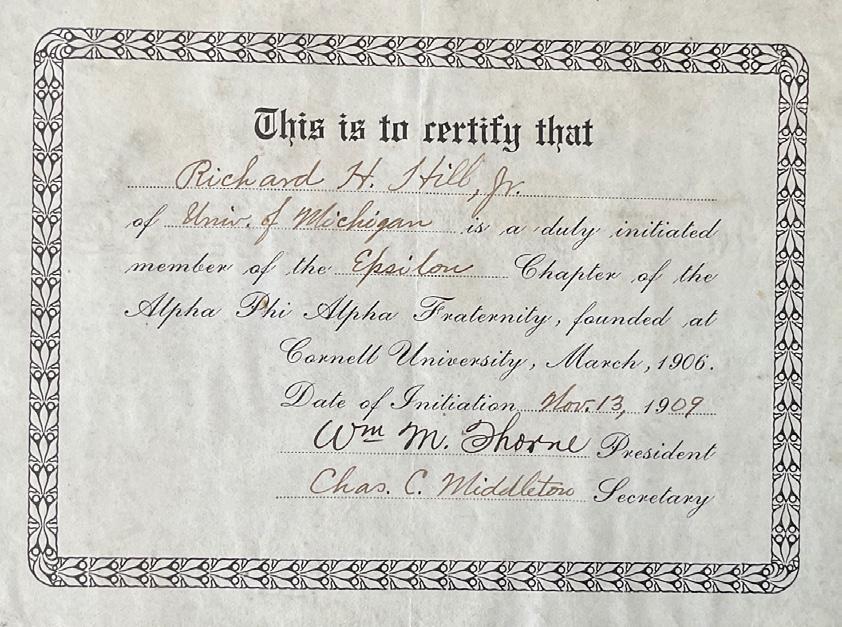 This is to certify that
Richard H. Hill, Jr.
of Univ. of Michigan is a duly initiated
member of the Epsilon Chapter of the
Alpha Phi Alpha Fraternity, founded at
Cornell University, March, 1906.
Date of Initiation Nov. 13, 1909
Wm M. Thorne President
Chas. C. Middleton Secretary